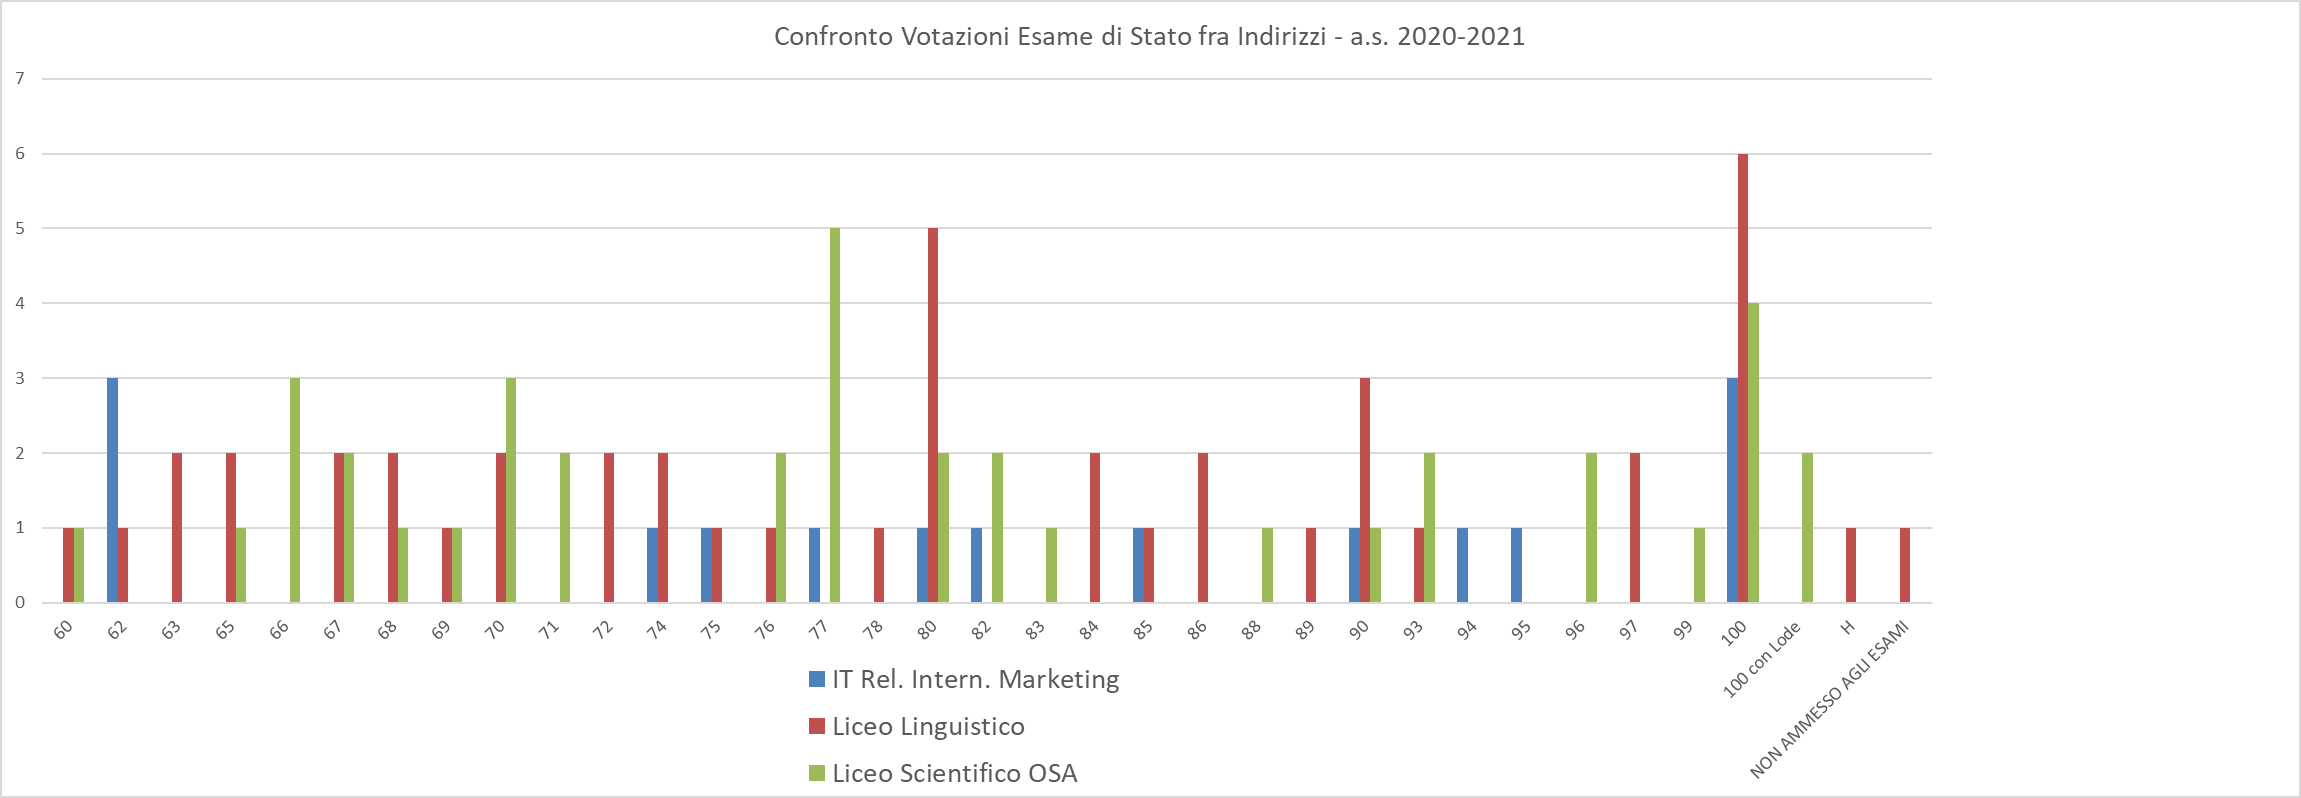 Confronto Votazioni Esame di Stato fra Indirizzi - a.s. 2020-2021
7
6
5
4
3
2
1
0
60 62 63 65 66 67 68 69 70 71 72 74 75 76 77 78 80 82 83 84 85 86 88 89 90 93 94 95 96 97 99 100 100 con Lode H NON AMMESSO AGLI ESAMI
IT Rel. Intern. Marketing
Liceo Linguistico
Liceo Scientifico OSA